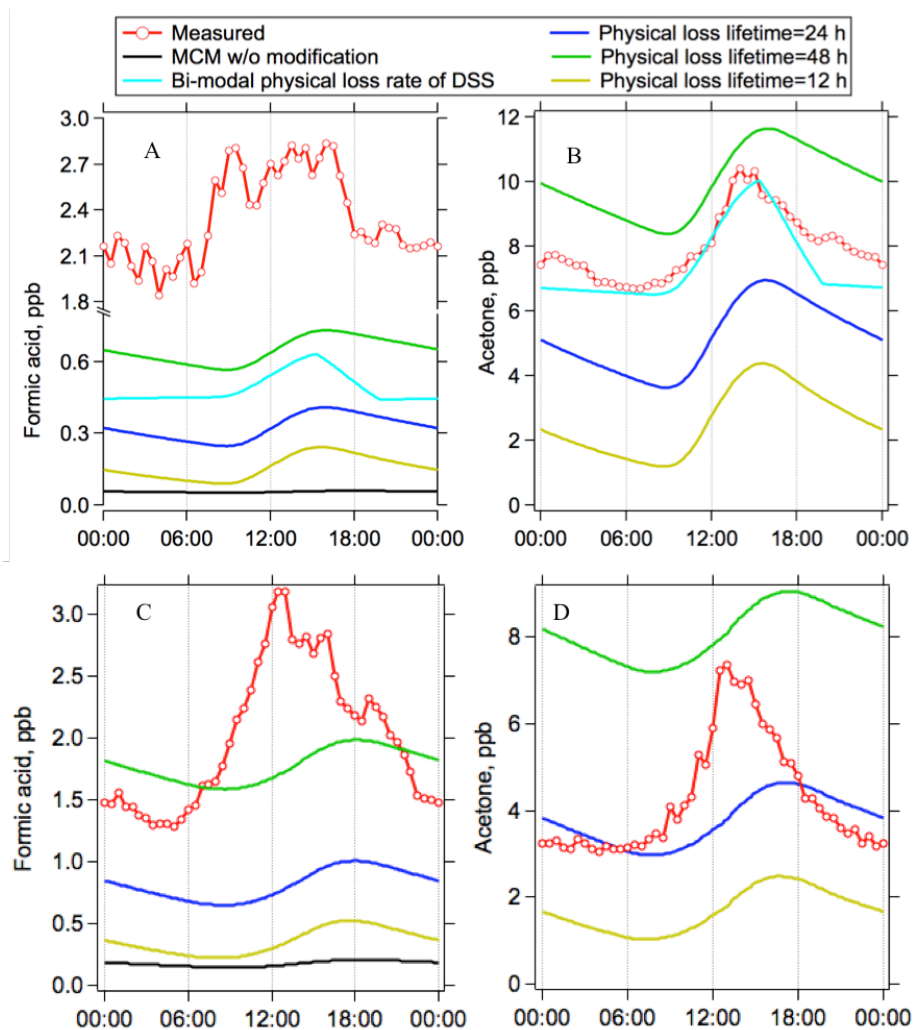 Measured
MCM w/o modification
Bi-modal physical loss rate of DSS
Physical loss lifetime=24 h
Physical loss lifetime=48 h
Physical loss lifetime=12 h
A
Formic acid, ppb
3.0
2.7
2.4
2.1
1.8
0.6
0.3
0.0
00:00 06:00 12:00 18:00 00:00
B
Acetone, ppb
12
10
8
6
4
2
0
00:00 06:00 12:00 18:00 00:00
C
Formic acid, ppb
3.0
2.5
2.0
1.5
1.0
0.5
0.0
00:00 06:00 12:00 18:00 00:00
D
Acetone, ppb
8
6
4
2
0
00:00 06:00 12:00 18:00 00:00